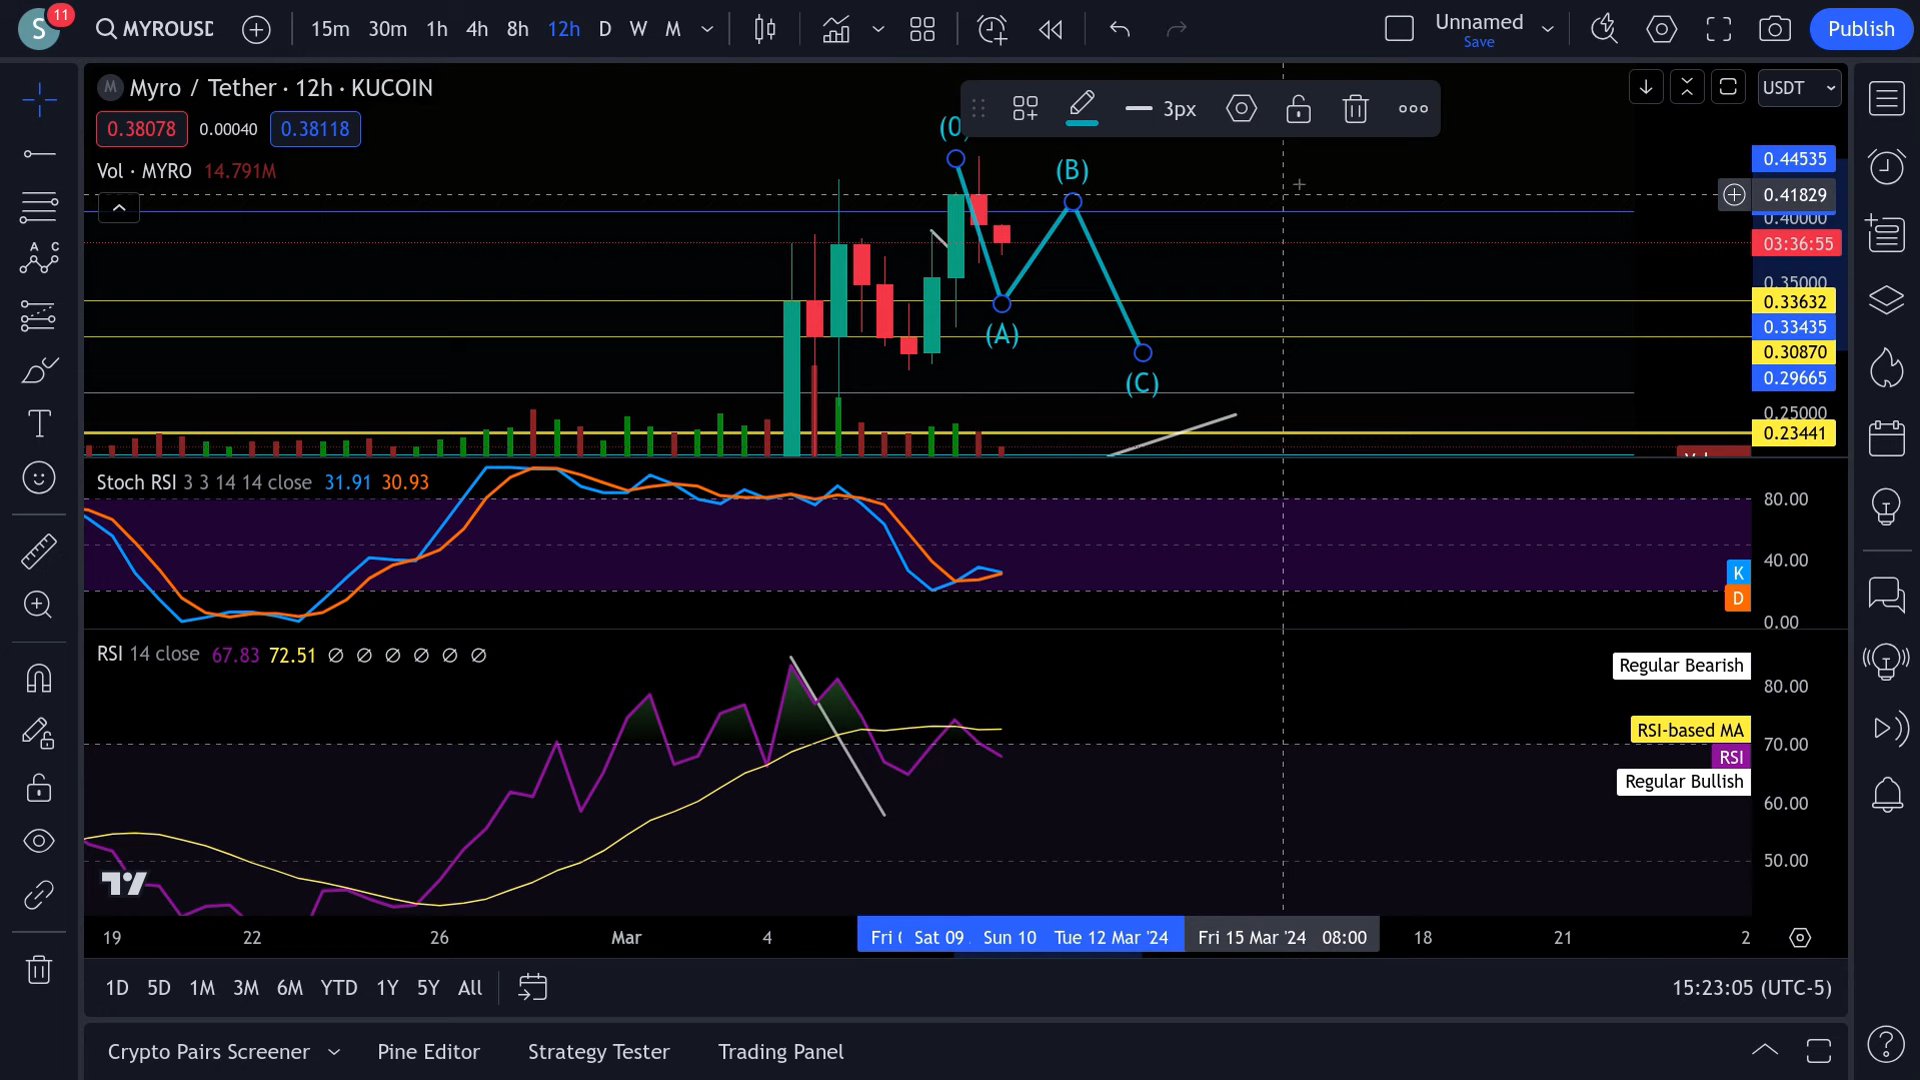 S 11 MYROUSD 15m 30m 1h 4h 8h 12h D W M Unnamed Save Publish
M Myro / Tether · 12h · KUCOIN
0.38078 0.00040 0.38118
Vol · MYRO 14.791M
3px
USDT
(B)
(A)
(C)
0.44535
0.41829
0.40000
03:36:55
0.35000
0.33632
0.33435
0.30870
0.29665
0.25000
0.23441
Stoch RSI 3 3 14 14 close 31.91 30.93
80.00
40.00
K
D
0.00
RSI 14 close 67.83 72.51 ∅ ∅ ∅ ∅ ∅ ∅
Regular Bearish
80.00
RSI-based MA
70.00
RSI
Regular Bullish
60.00
50.00
19 22 26 Mar 4 Fri Sat 09 Sun 10 Tue 12 Mar '24 Fri 15 Mar '24 08:00 18 21 2
1D 5D 1M 3M 6M YTD 1Y 5Y All 15:23:05 (UTC-5)
Crypto Pairs Screener Pine Editor Strategy Tester Trading Panel